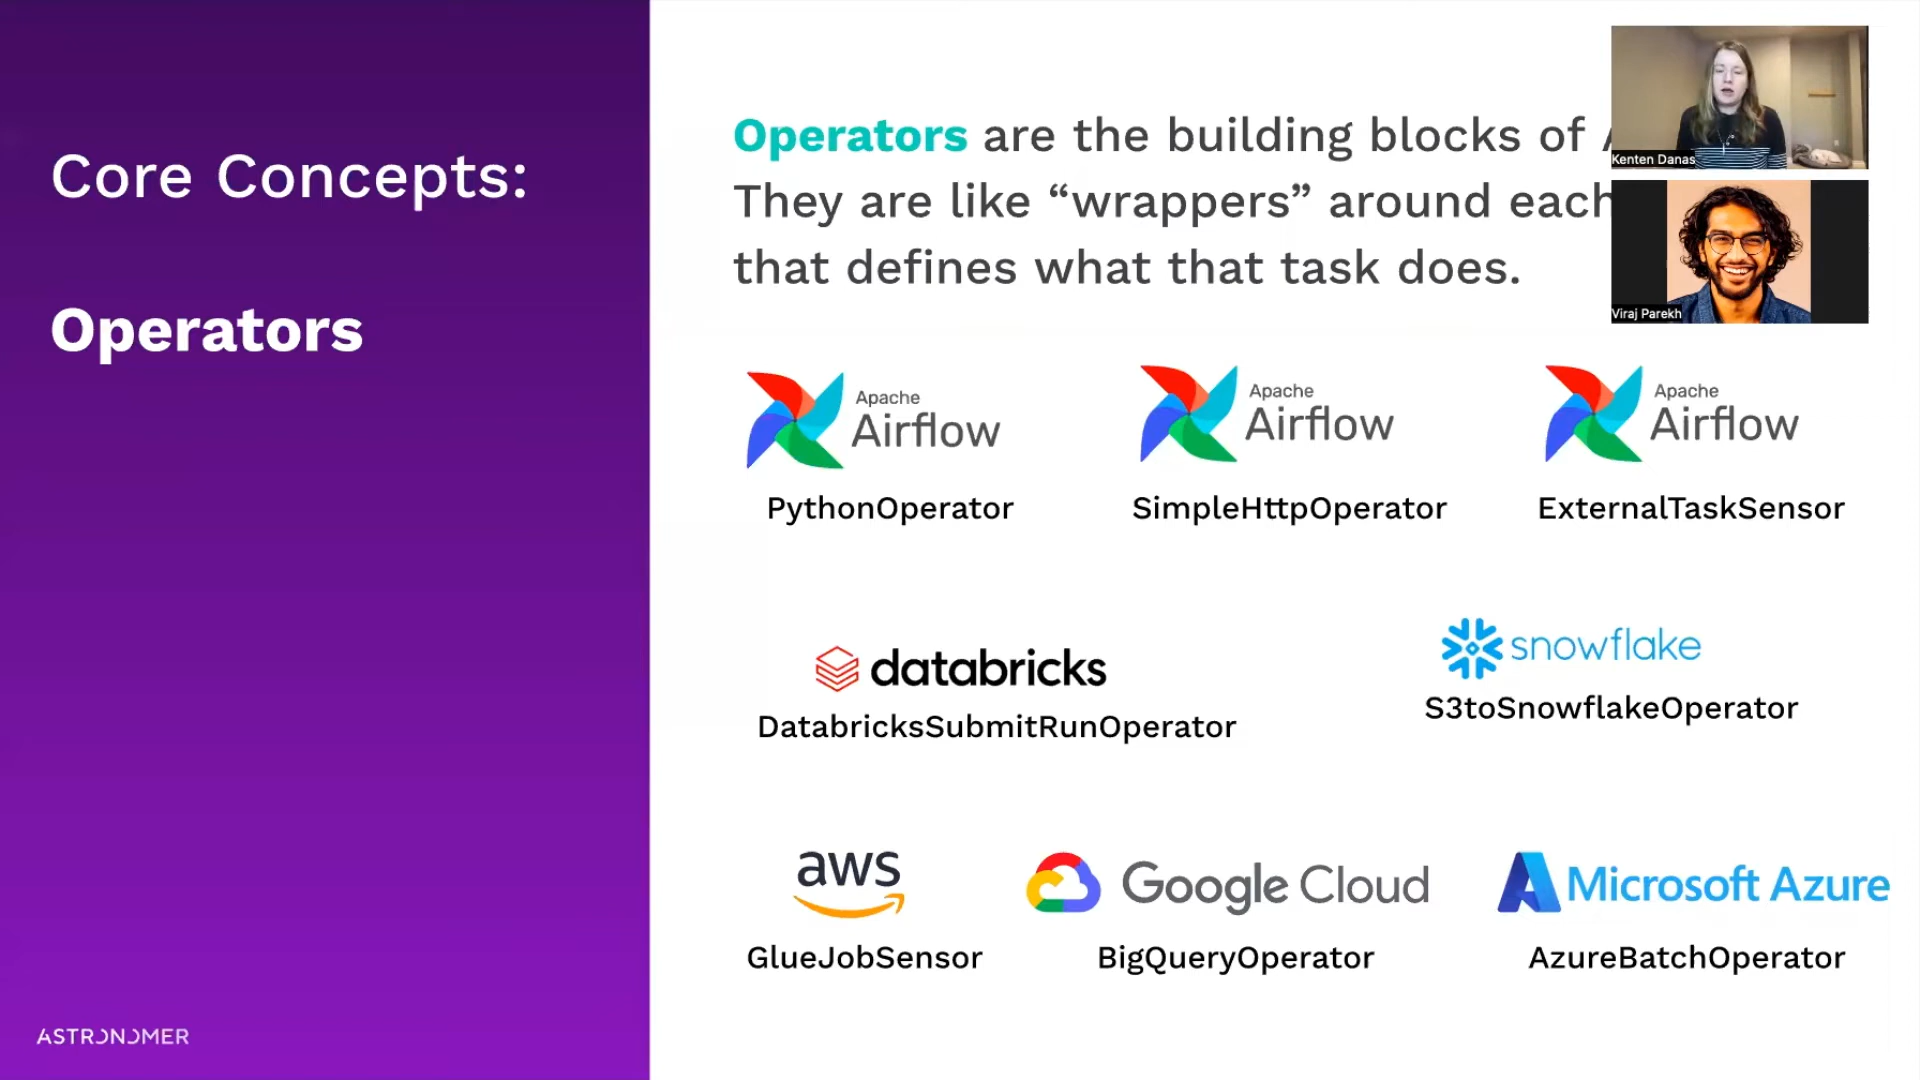 Core Concepts:
Operators
Operators are the building blocks of
They are like “wrappers” around each
that defines what that task does.
Kenten Danas
Viraj Parekh
Apache
Airflow
PythonOperator
Apache
Airflow
SimpleHttpOperator
Apache
Airflow
ExternalTaskSensor
databricks
DatabricksSubmitRunOperator
snowflake
S3toSnowflakeOperator
aws
GlueJobSensor
Google Cloud
BigQueryOperator
Microsoft Azure
AzureBatchOperator
ASTRONOMER